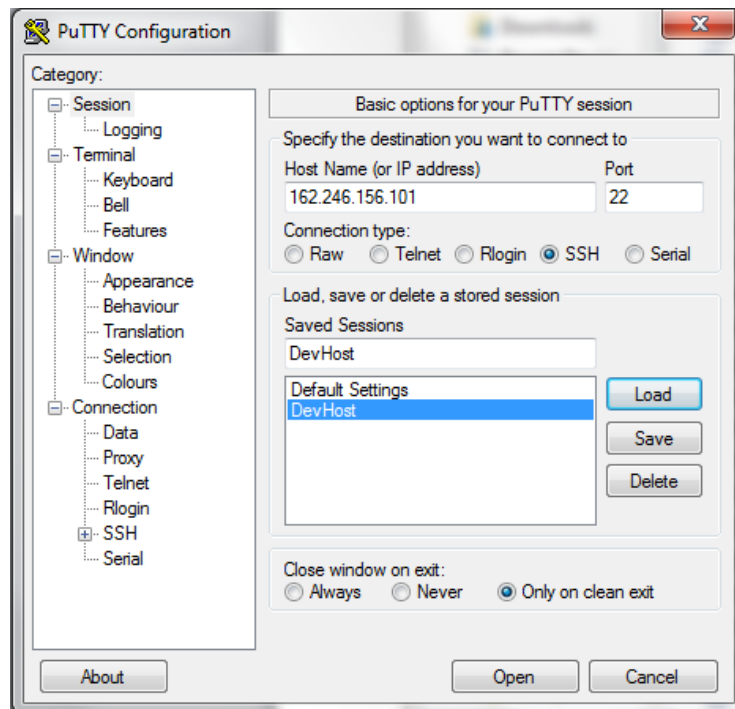 PuTTY Configuration
Category:
Session
Logging
Terminal
Keyboard
Bell
Features
Window
Appearance
Behaviour
Translation
Selection
Colours
Connection
Data
Proxy
Telnet
Rlogin
SSH
Serial
Basic options for your PuTTY session
Specify the destination you want to connect to
Host Name (or IP address) Port
162.246.156.101 22
Connection type:
Raw Telnet Rlogin SSH Serial
Load, save or delete a stored session
Saved Sessions
DevHost
Default Settings
DevHost
Load
Save
Delete
Close window on exit:
Always Never Only on clean exit
About Open Cancel